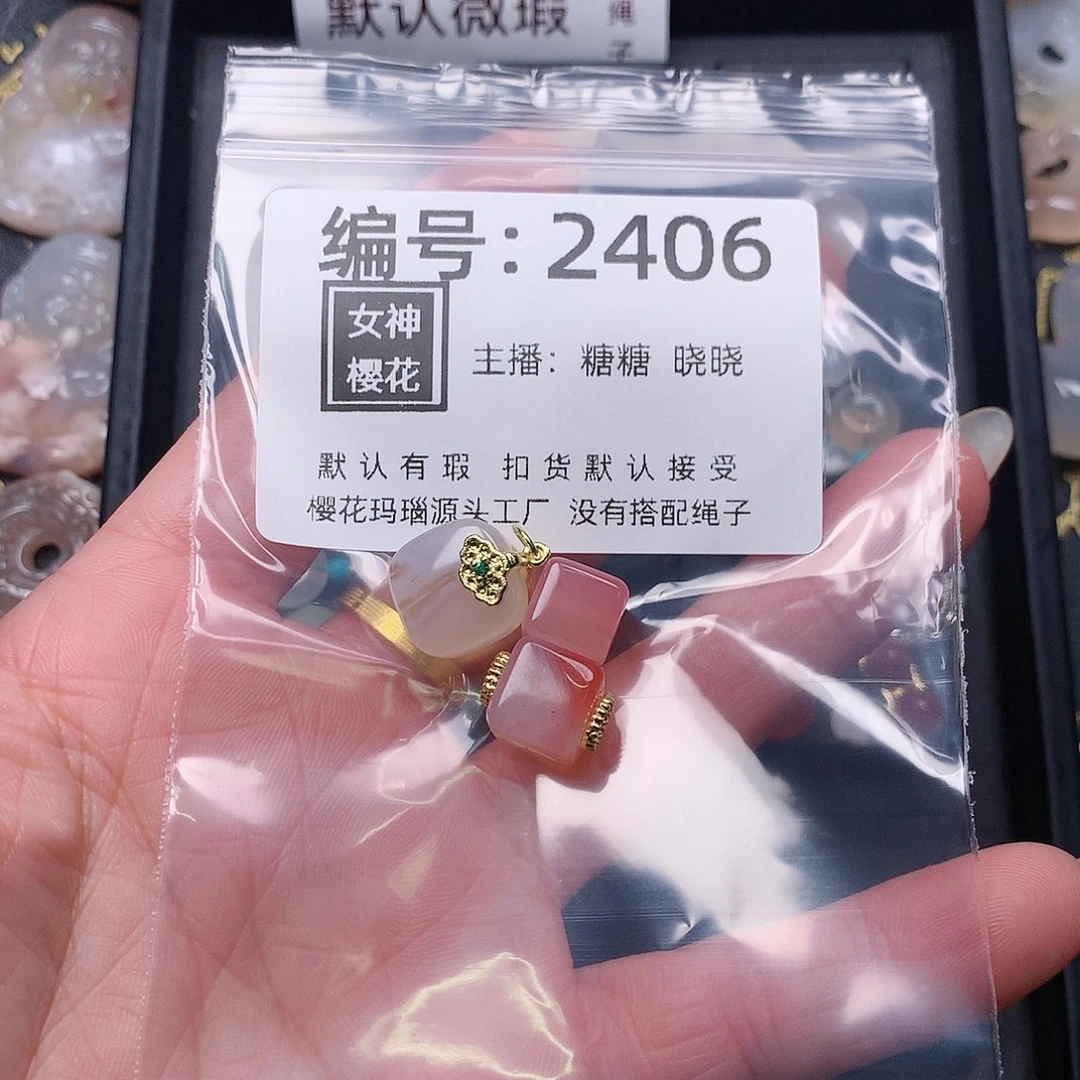 默认微瑕
绳
子
编号：2406
女神
樱花
主播：糖糖 晓晓
默认有瑕 扣货默认接受
樱花玛瑙源头工厂 没有搭配绳子